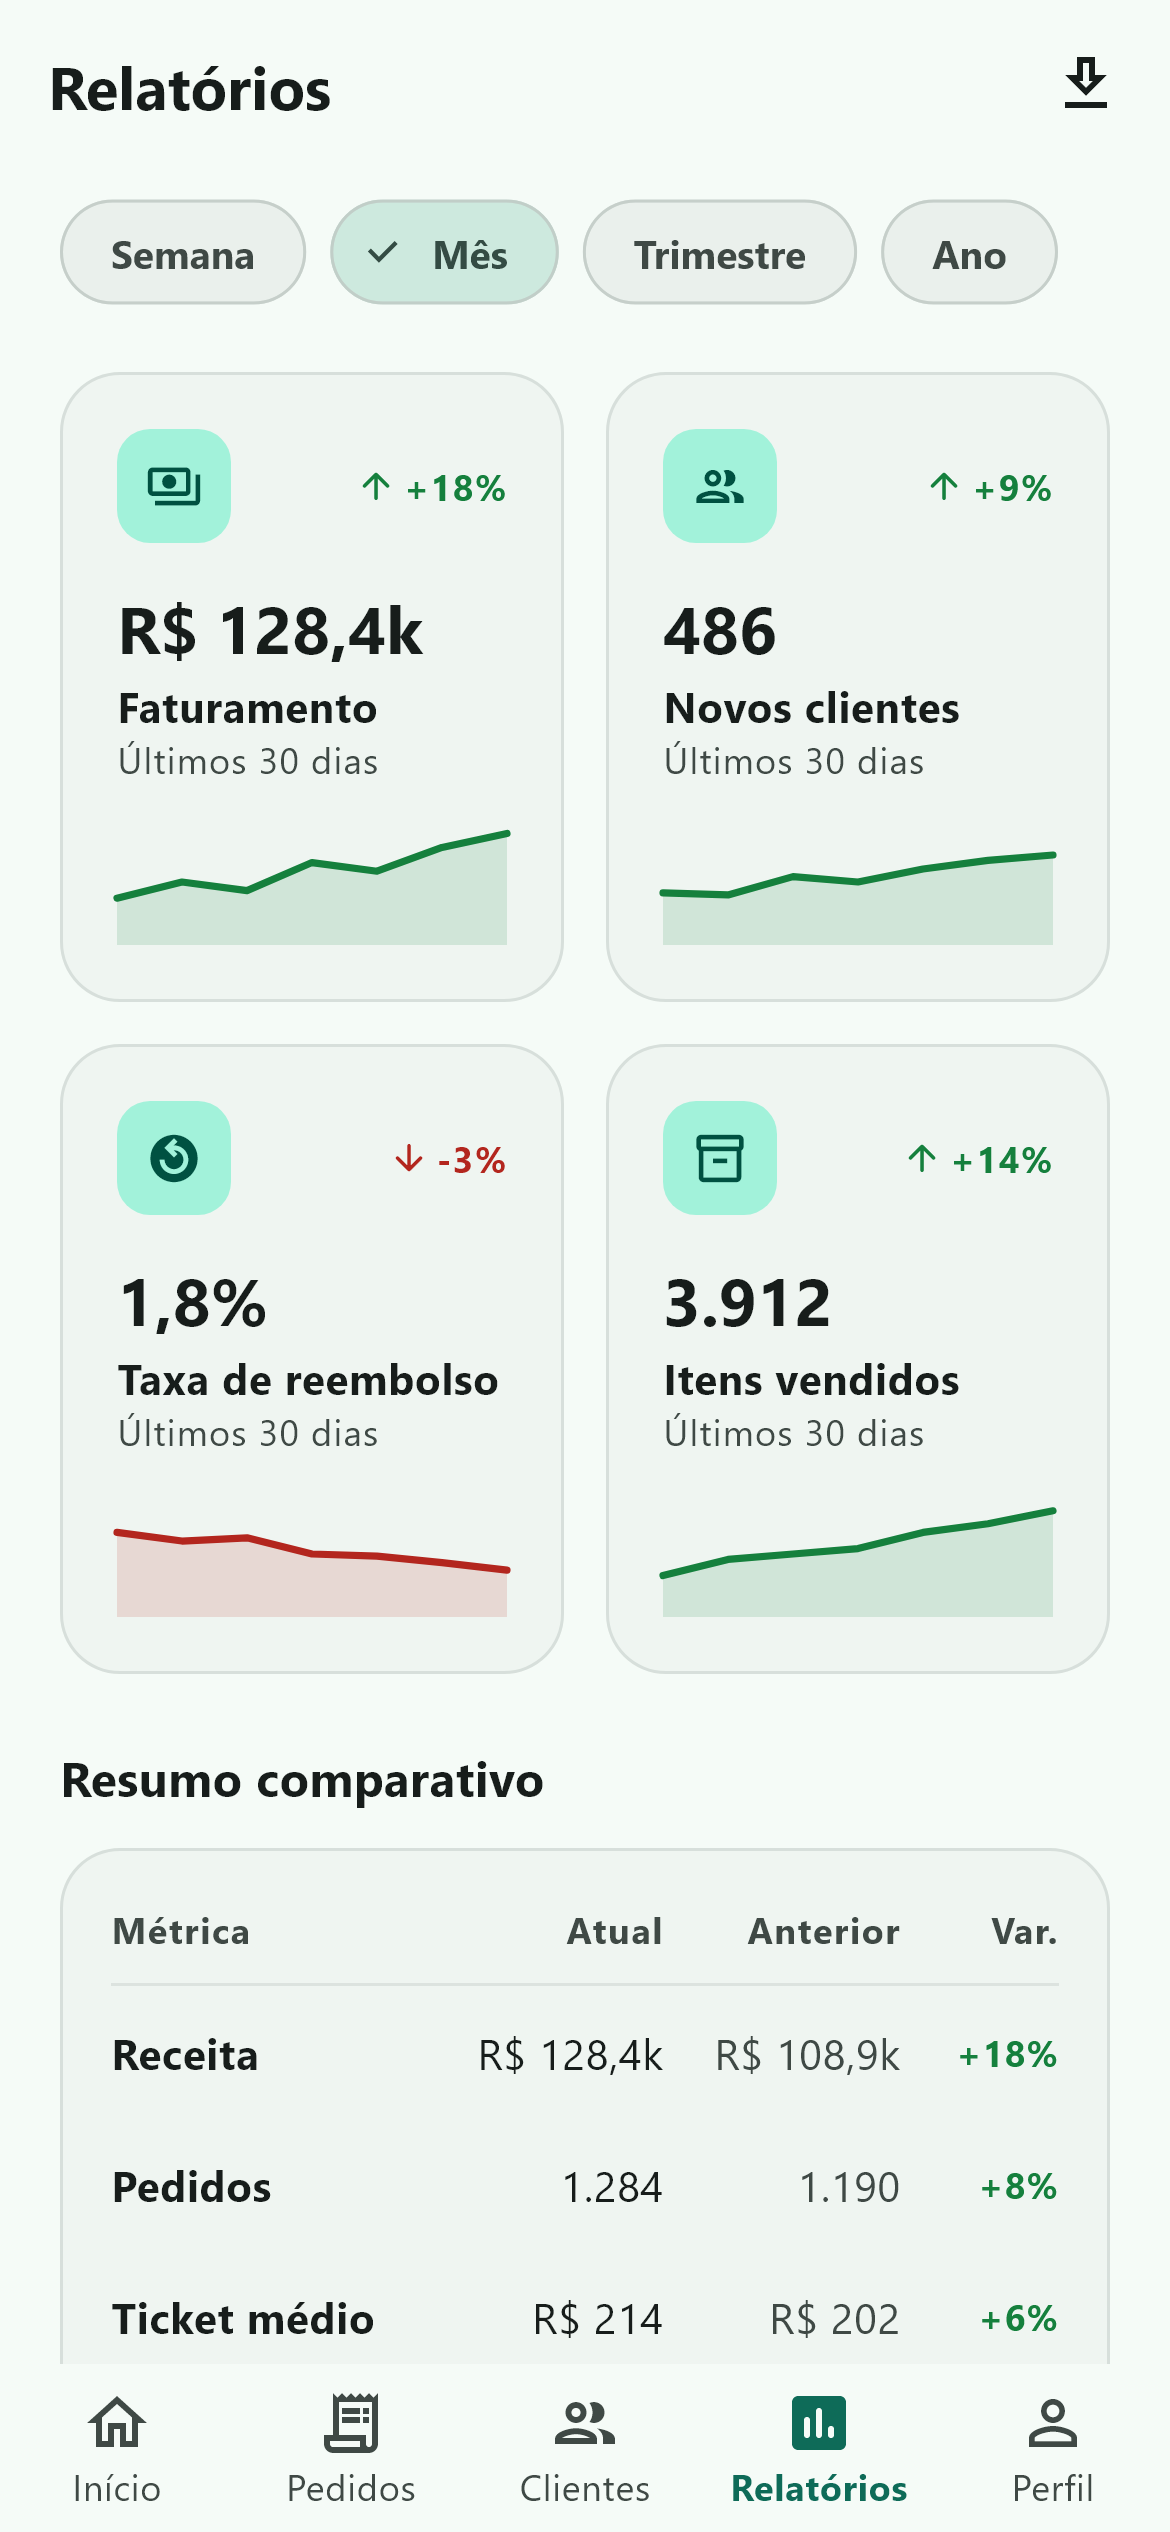 Relatórios
Semana
Mês
Trimestre
Ano
+18%
R$ 128,4k
Faturamento
Últimos 30 dias
+9%
486
Novos clientes
Últimos 30 dias
-3%
1,8%
Taxa de reembolso
Últimos 30 dias
+14%
3.912
Itens vendidos
Últimos 30 dias
Resumo comparativo
Métrica Atual Anterior Var.
Receita R$ 128,4k R$ 108,9k +18%
Pedidos 1.284 1.190 +8%
Ticket médio R$ 214 R$ 202 +6%
Início
Pedidos
Clientes
Relatórios
Perfil